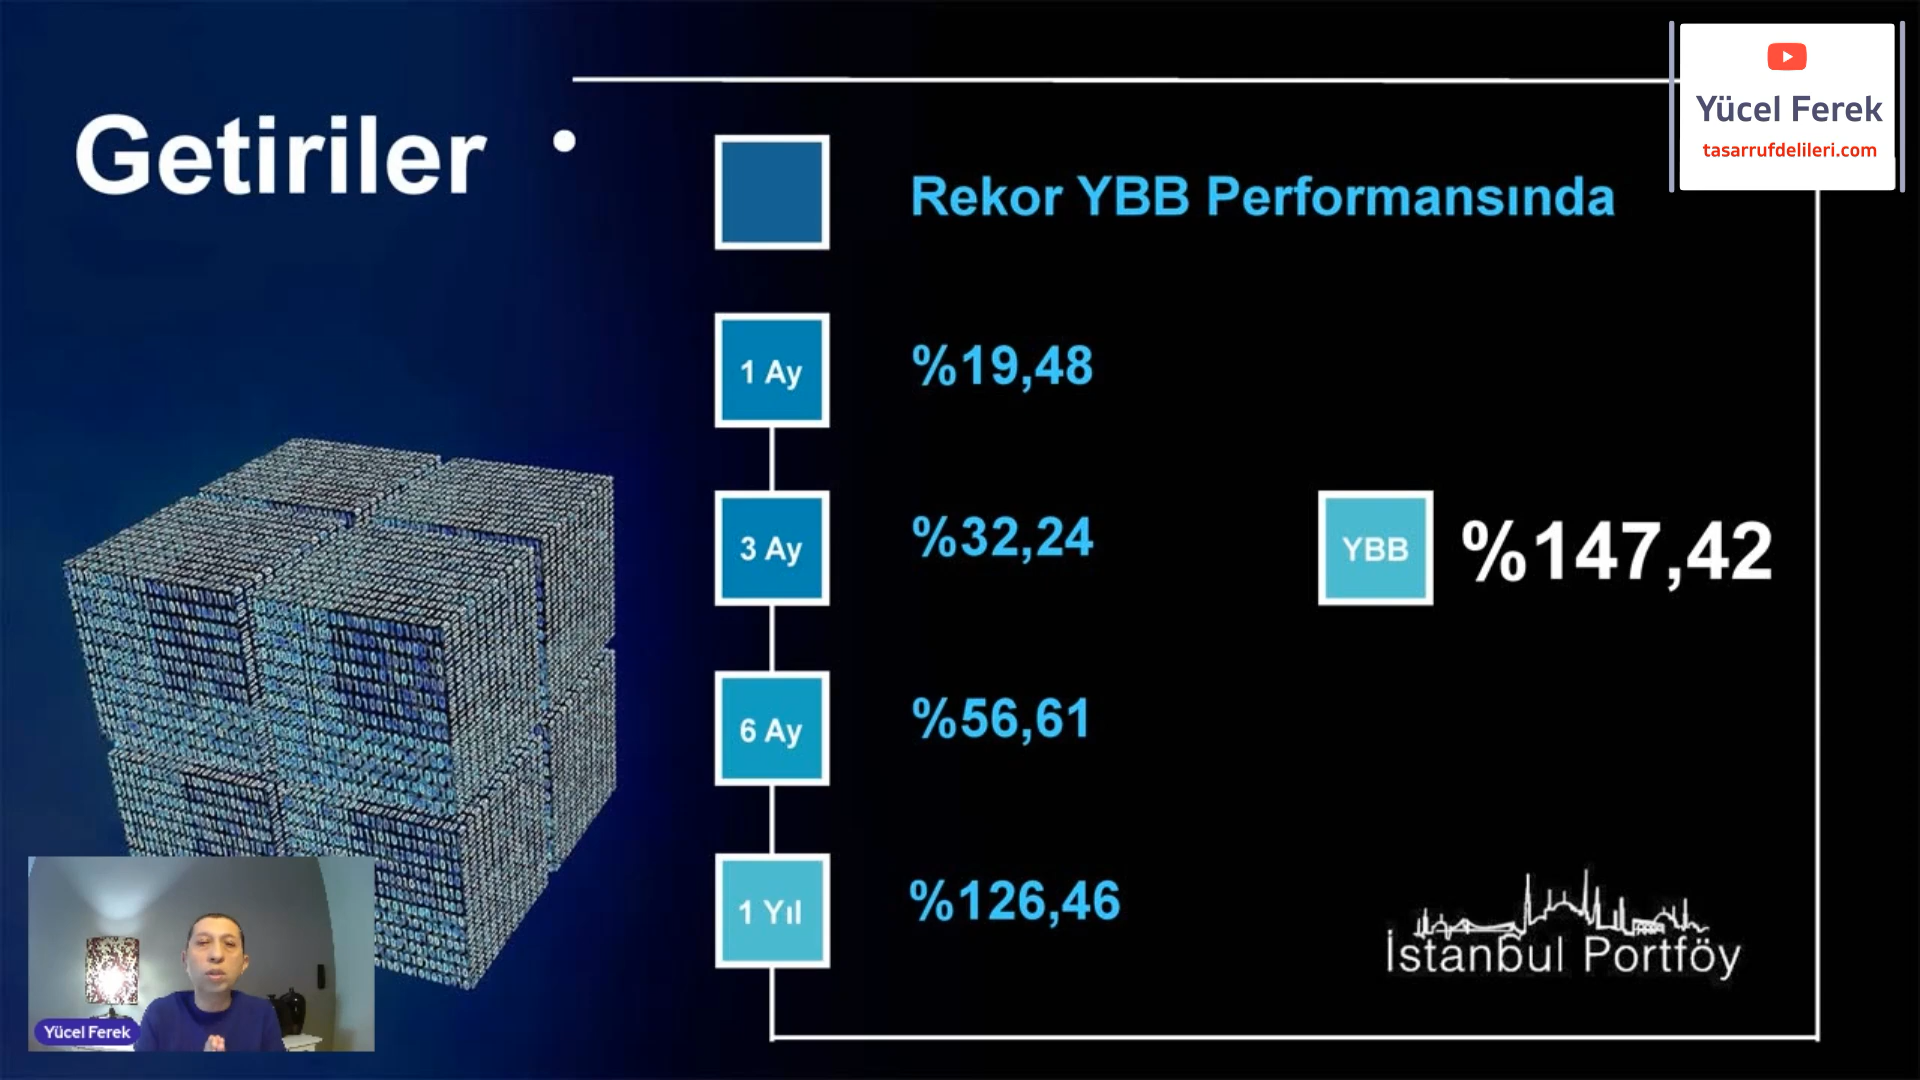 Getiriler
Yücel Ferek
tasarrufdelileri.com
Rekor YBB Performansında
1 Ay
%19,48
3 Ay
%32,24
YBB
%147,42
6 Ay
%56,61
1 Yıl
%126,46
İstanbul Portföy
Yücel Ferek